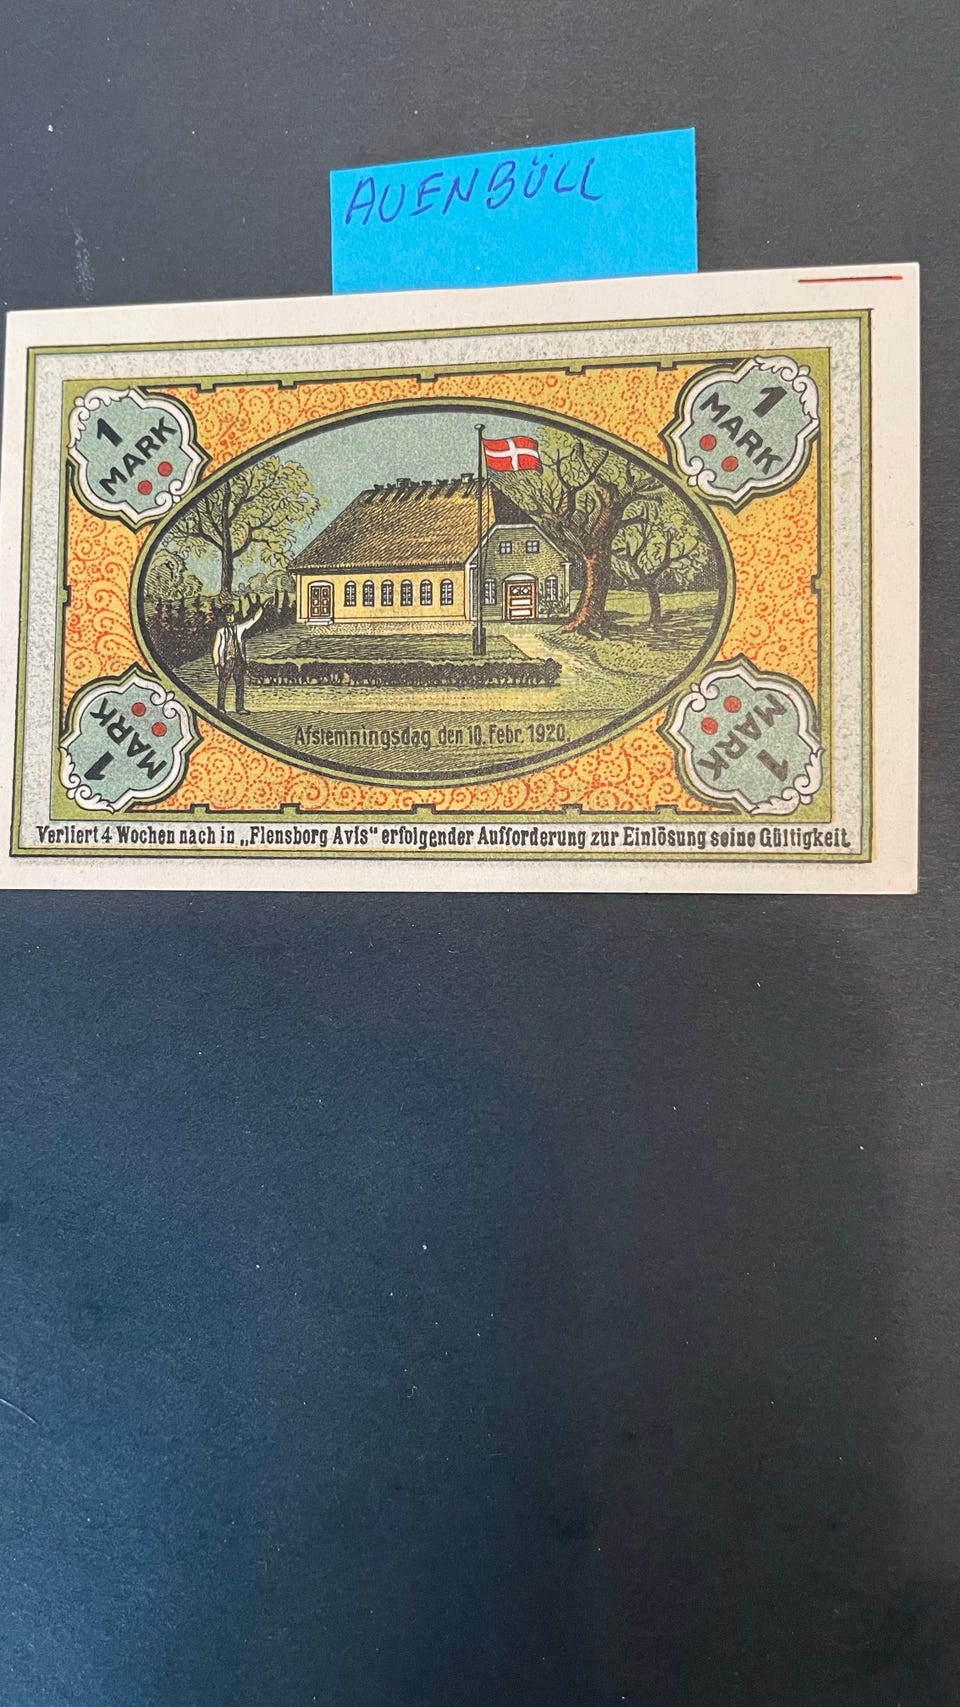 AUENBÜLL
1
MARK
1
MARK
Afstemningsdag den 10. Febr. 1920.
1
MARK
1
MARK
Verliert 4 Wochen nach in „Flensborg Avis“ erfolgender Aufforderung zur Einlösung seine Gültigkeit.